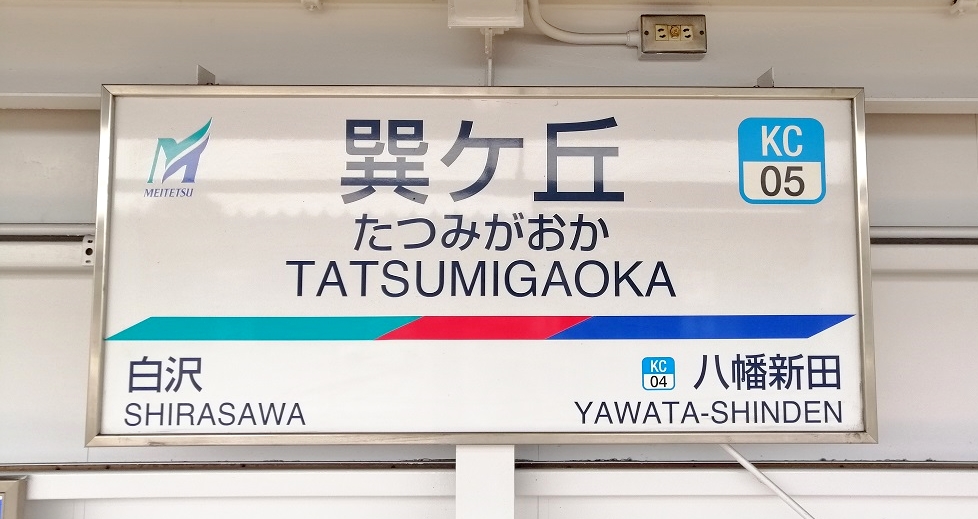 MEITETSU
巽ケ丘
たつみがおか
TATSUMIGAOKA
KC
05
白沢
SHIRASAWA
KC
04
八幡新田
YAWATA-SHINDEN